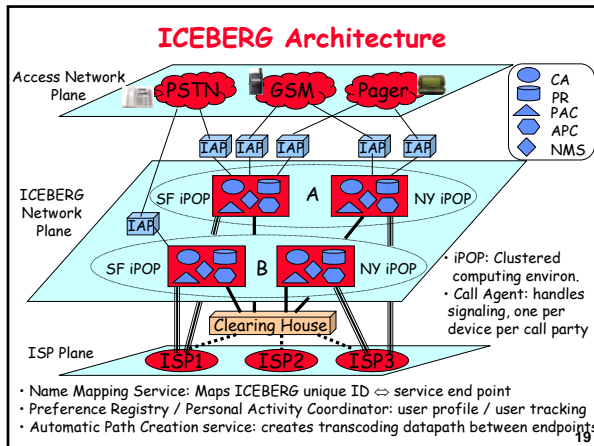 ICEBERG Architecture
Access Network
Plane
PSTN
GSM
Pager
CA
PR
PAC
APC
NMS
IAP
IAP
IAP
IAP
IAP
ICEBERG
Network
Plane
SF iPOP
A
NY iPOP
IAP
SF iPOP
B
NY iPOP
• iPOP: Clustered
computing environ.
• Call Agent: handles
signaling, one per
device per call party
Clearing House
ISP Plane
ISP1
ISP2
ISP3
• Name Mapping Service: Maps ICEBERG unique ID ⇔ service end point
• Preference Registry / Personal Activity Coordinator: user profile / user tracking
• Automatic Path Creation service: creates transcoding datapath between endpoints
19